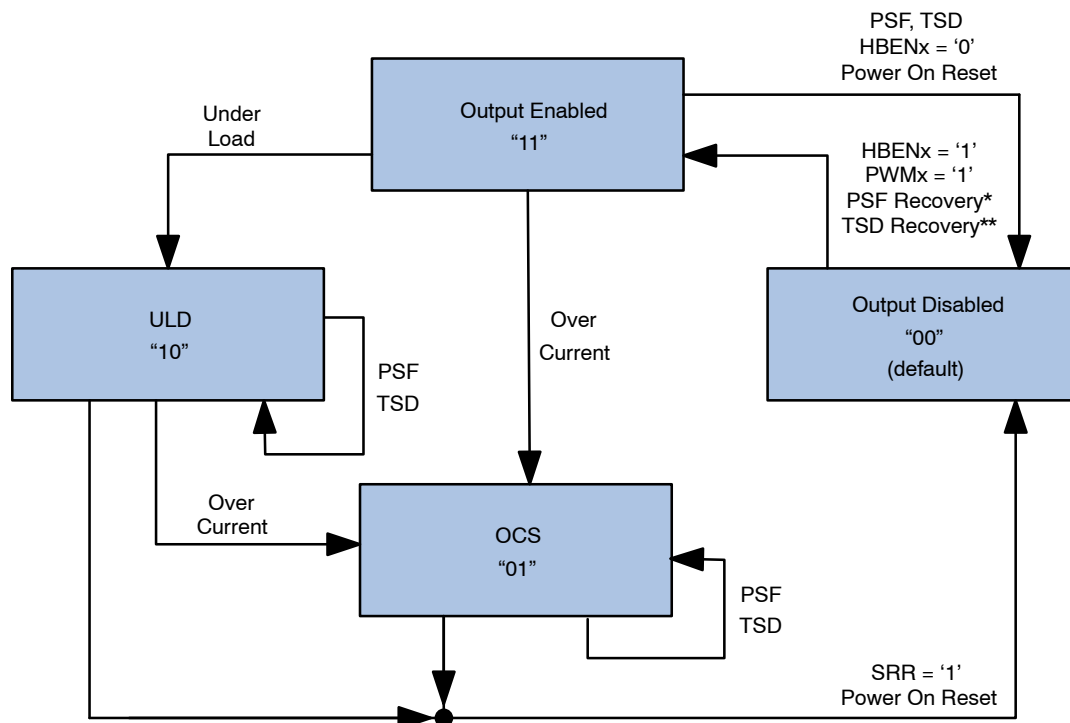 PSF, TSD
HBENx = ‘0’
Power On Reset
Output Enabled
“11”
Under
Load
HBENx = ‘1’
PWMx = ‘1’
PSF Recovery*
TSD Recovery**
ULD
“10”
Output Disabled
“00”
(default)
Over
Current
PSF
TSD
Over
Current
OCS
“01”
PSF
TSD
SRR = ‘1’
Power On Reset